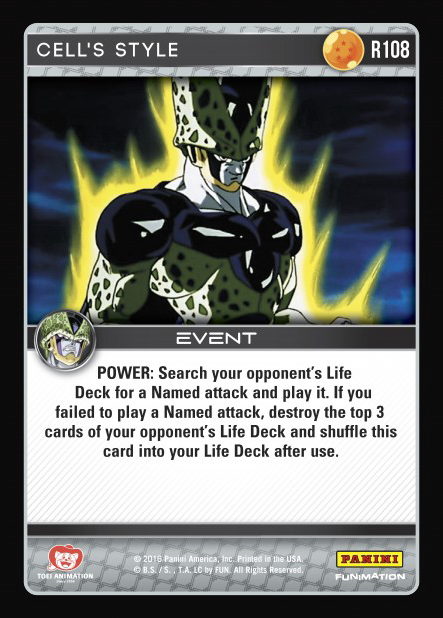 CELL'S STYLE
R108
EVENT
POWER: Search your opponent's Life
Deck for a Named attack and play it. If you
failed to play a Named attack, destroy the top 3
cards of your opponent's Life Deck and shuffle this
card into your Life Deck after use.
TOEI ANIMATION
© 2016 Panini America, Inc. Printed in the USA.
© B.S. / S. , T.A. LC by FUN. All Rights Reserved.
PANINI
FUNIMATION